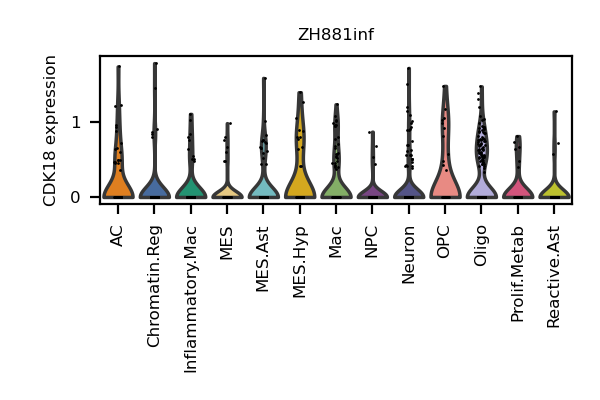 ZH881inf
CDK18 expression
1
0
AC
Chromatin.Reg
Inflammatory.Mac
MES
MES.Ast
MES.Hyp
Mac
NPC
Neuron
OPC
Oligo
Prolif.Metab
Reactive.Ast